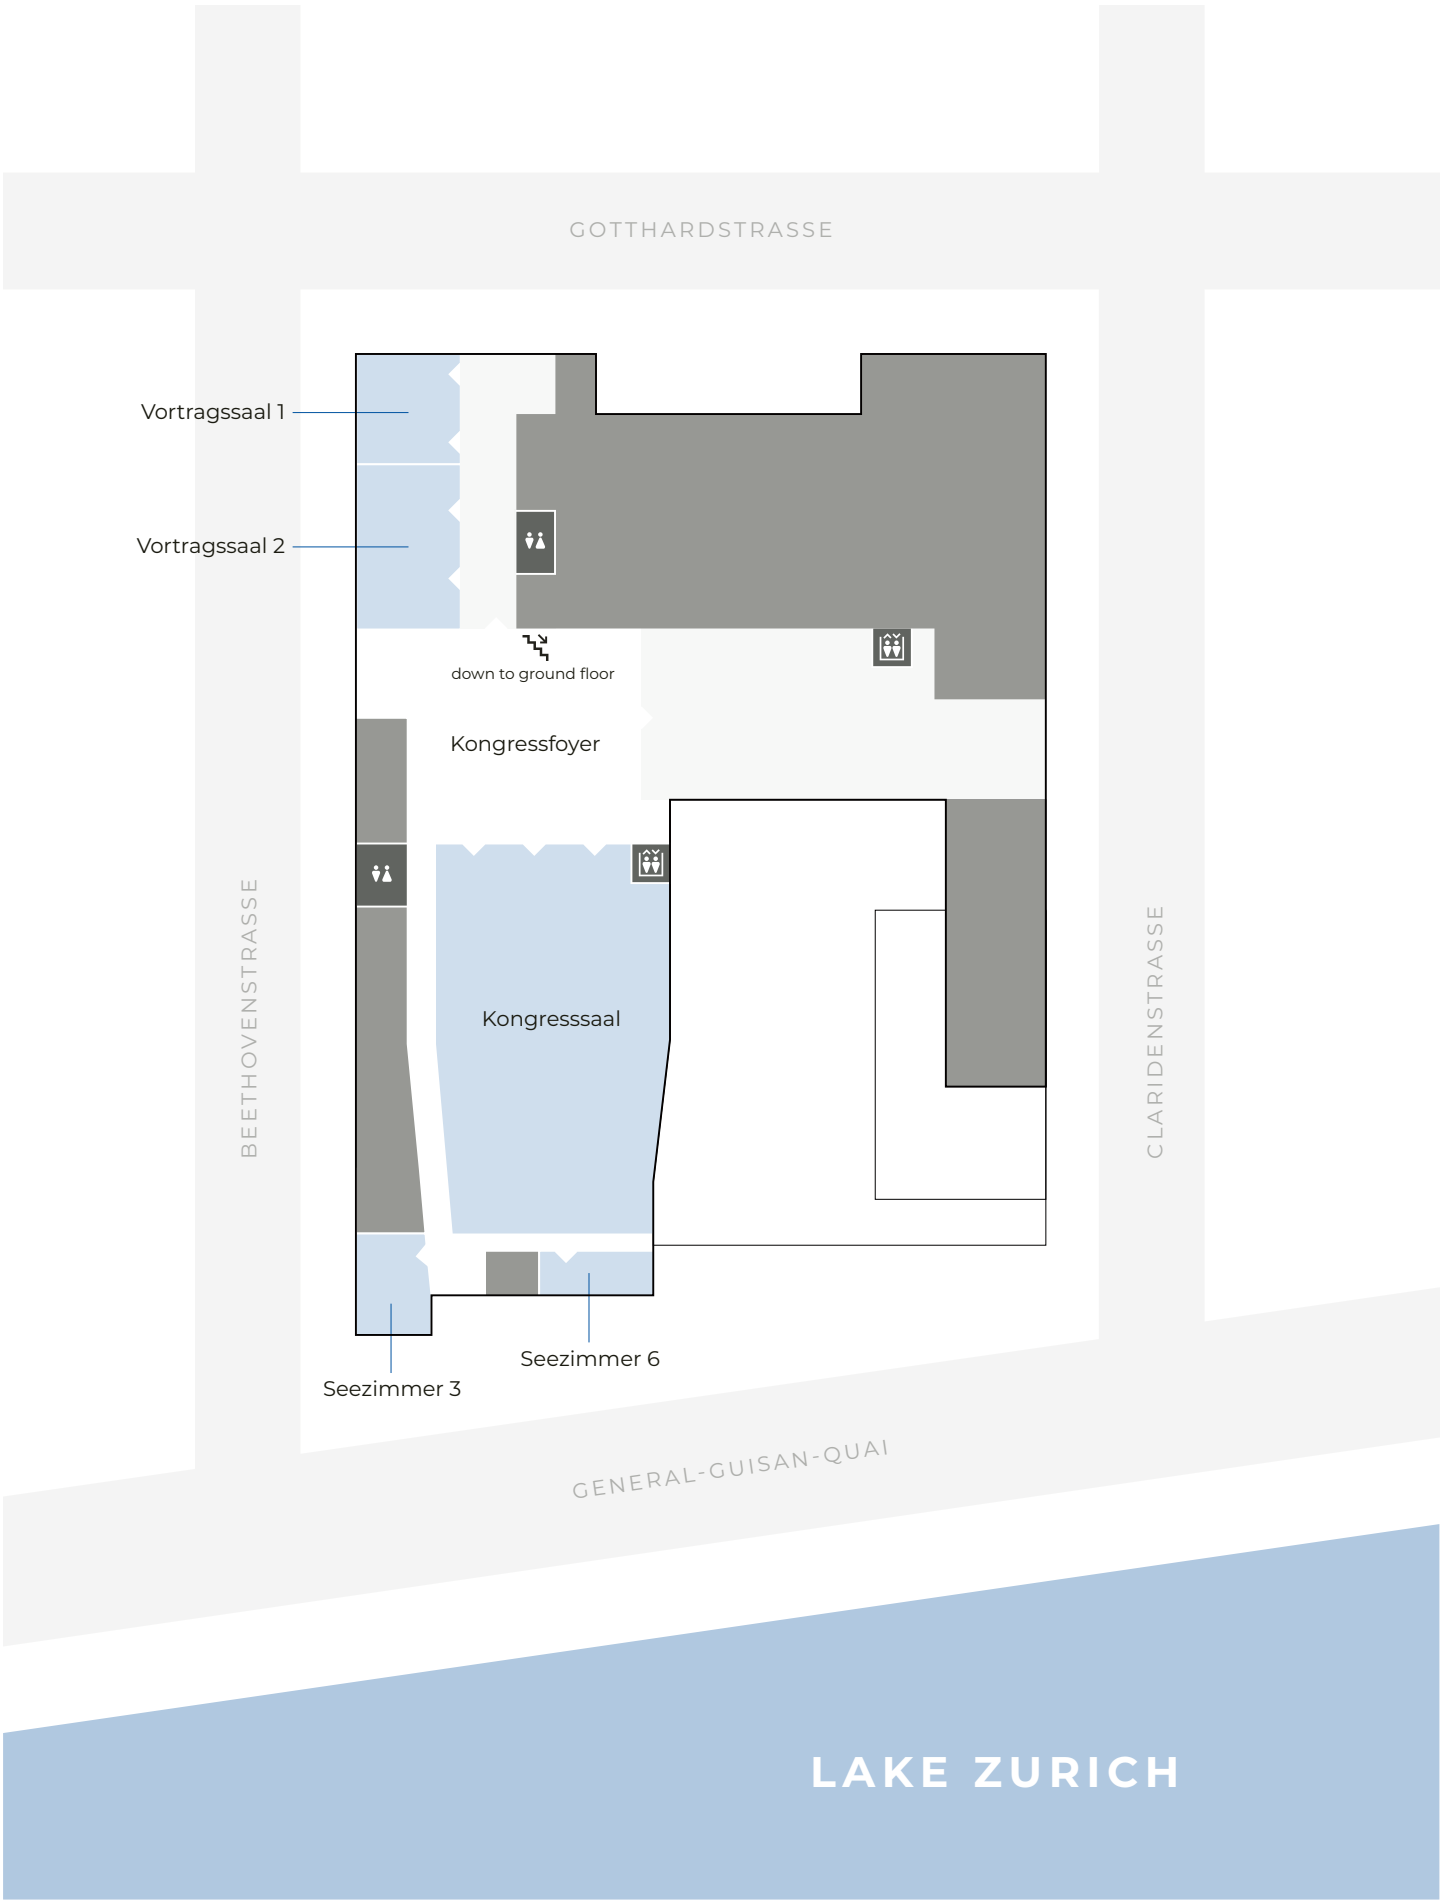 GOTTHARDSTRASSE
Vortragssaal 1
Vortragssaal 2
down to ground floor
Kongressfoyer
BEETHOVENSTRASSE
CLARIDENSTRASSE
Kongresssaal
Seezimmer 6
Seezimmer 3
GENERAL-GUISAN-QUAI
LAKE ZURICH